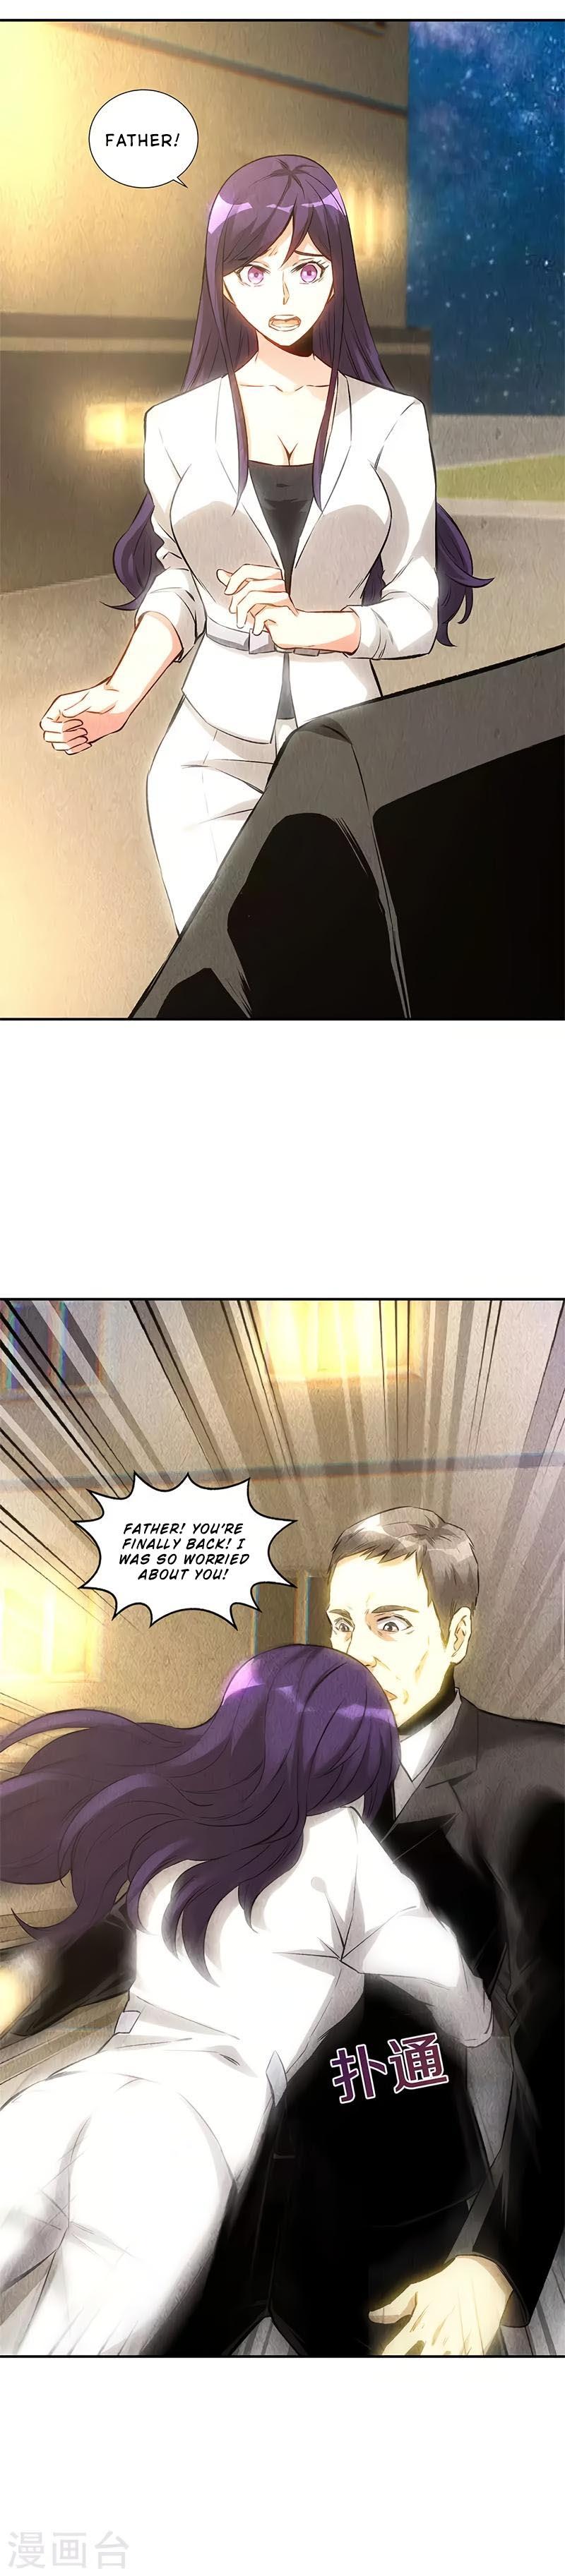 FATHER!
FATHER! YOU'RE
FINALLY BACK! I
WAS SO WORRIED
ABOUT YOU!
扑通
漫画台